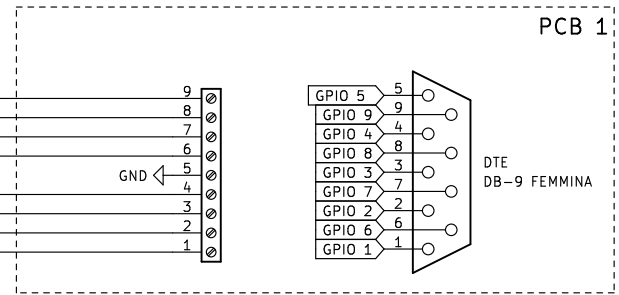 PCB 1
9
8
7
6
GND 5
4
3
2
1
GPIO 5 5
GPIO 9 9
GPIO 4 4
GPIO 8 8
GPIO 3 3
GPIO 7 7
GPIO 2 2
GPIO 6 6
GPIO 1 1
DTE
DB-9 FEMMINA